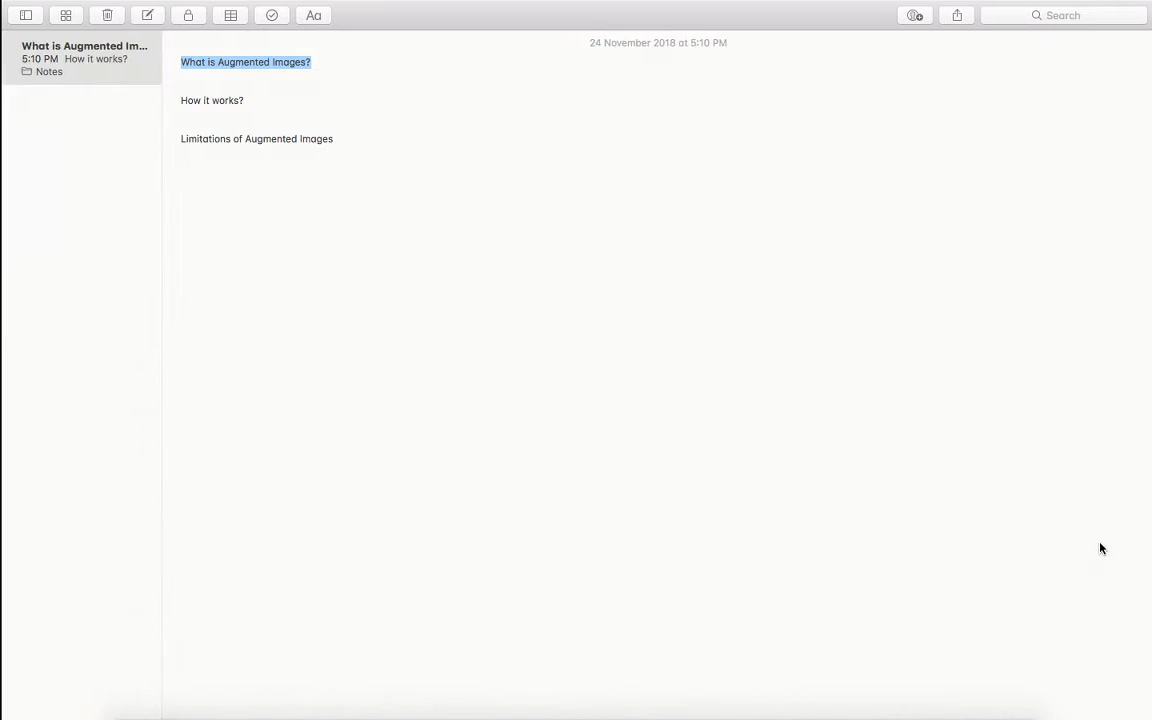 Aa
Search
What is Augmented Im...
5:10 PM How it works?
Notes
24 November 2018 at 5:10 PM
What is Augmented Images?
How it works?
Limitations of Augmented Images